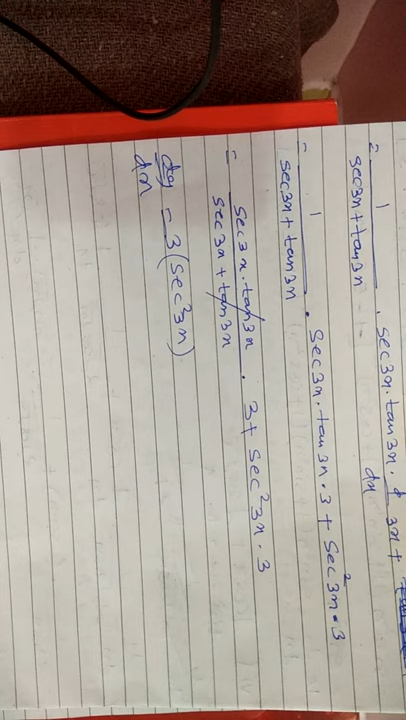 = 1/(sec3x + tan3x) . sec3x.tan3x. d/dx 3x +
= 1/(sec3x + tan3x) . sec3x.tan3x.3 + sec²3x.3
= (sec3x.tan3x)/(sec3x + tan3x) . 3 + sec²3x.3
dy/dx = 3(sec3x)